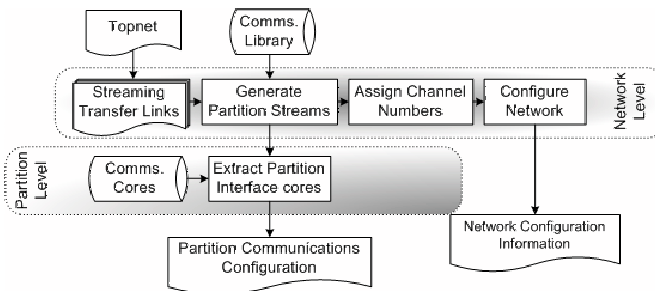 Topnet
Comms.
Library
Streaming
Transfer Links
Generate
Partition Streams
Assign Channel
Numbers
Configure
Network
Network
Level
Partition
Level
Comms.
Cores
Extract Partition
Interface cores
Partition Communications
Configuration
Network Configuration
Information